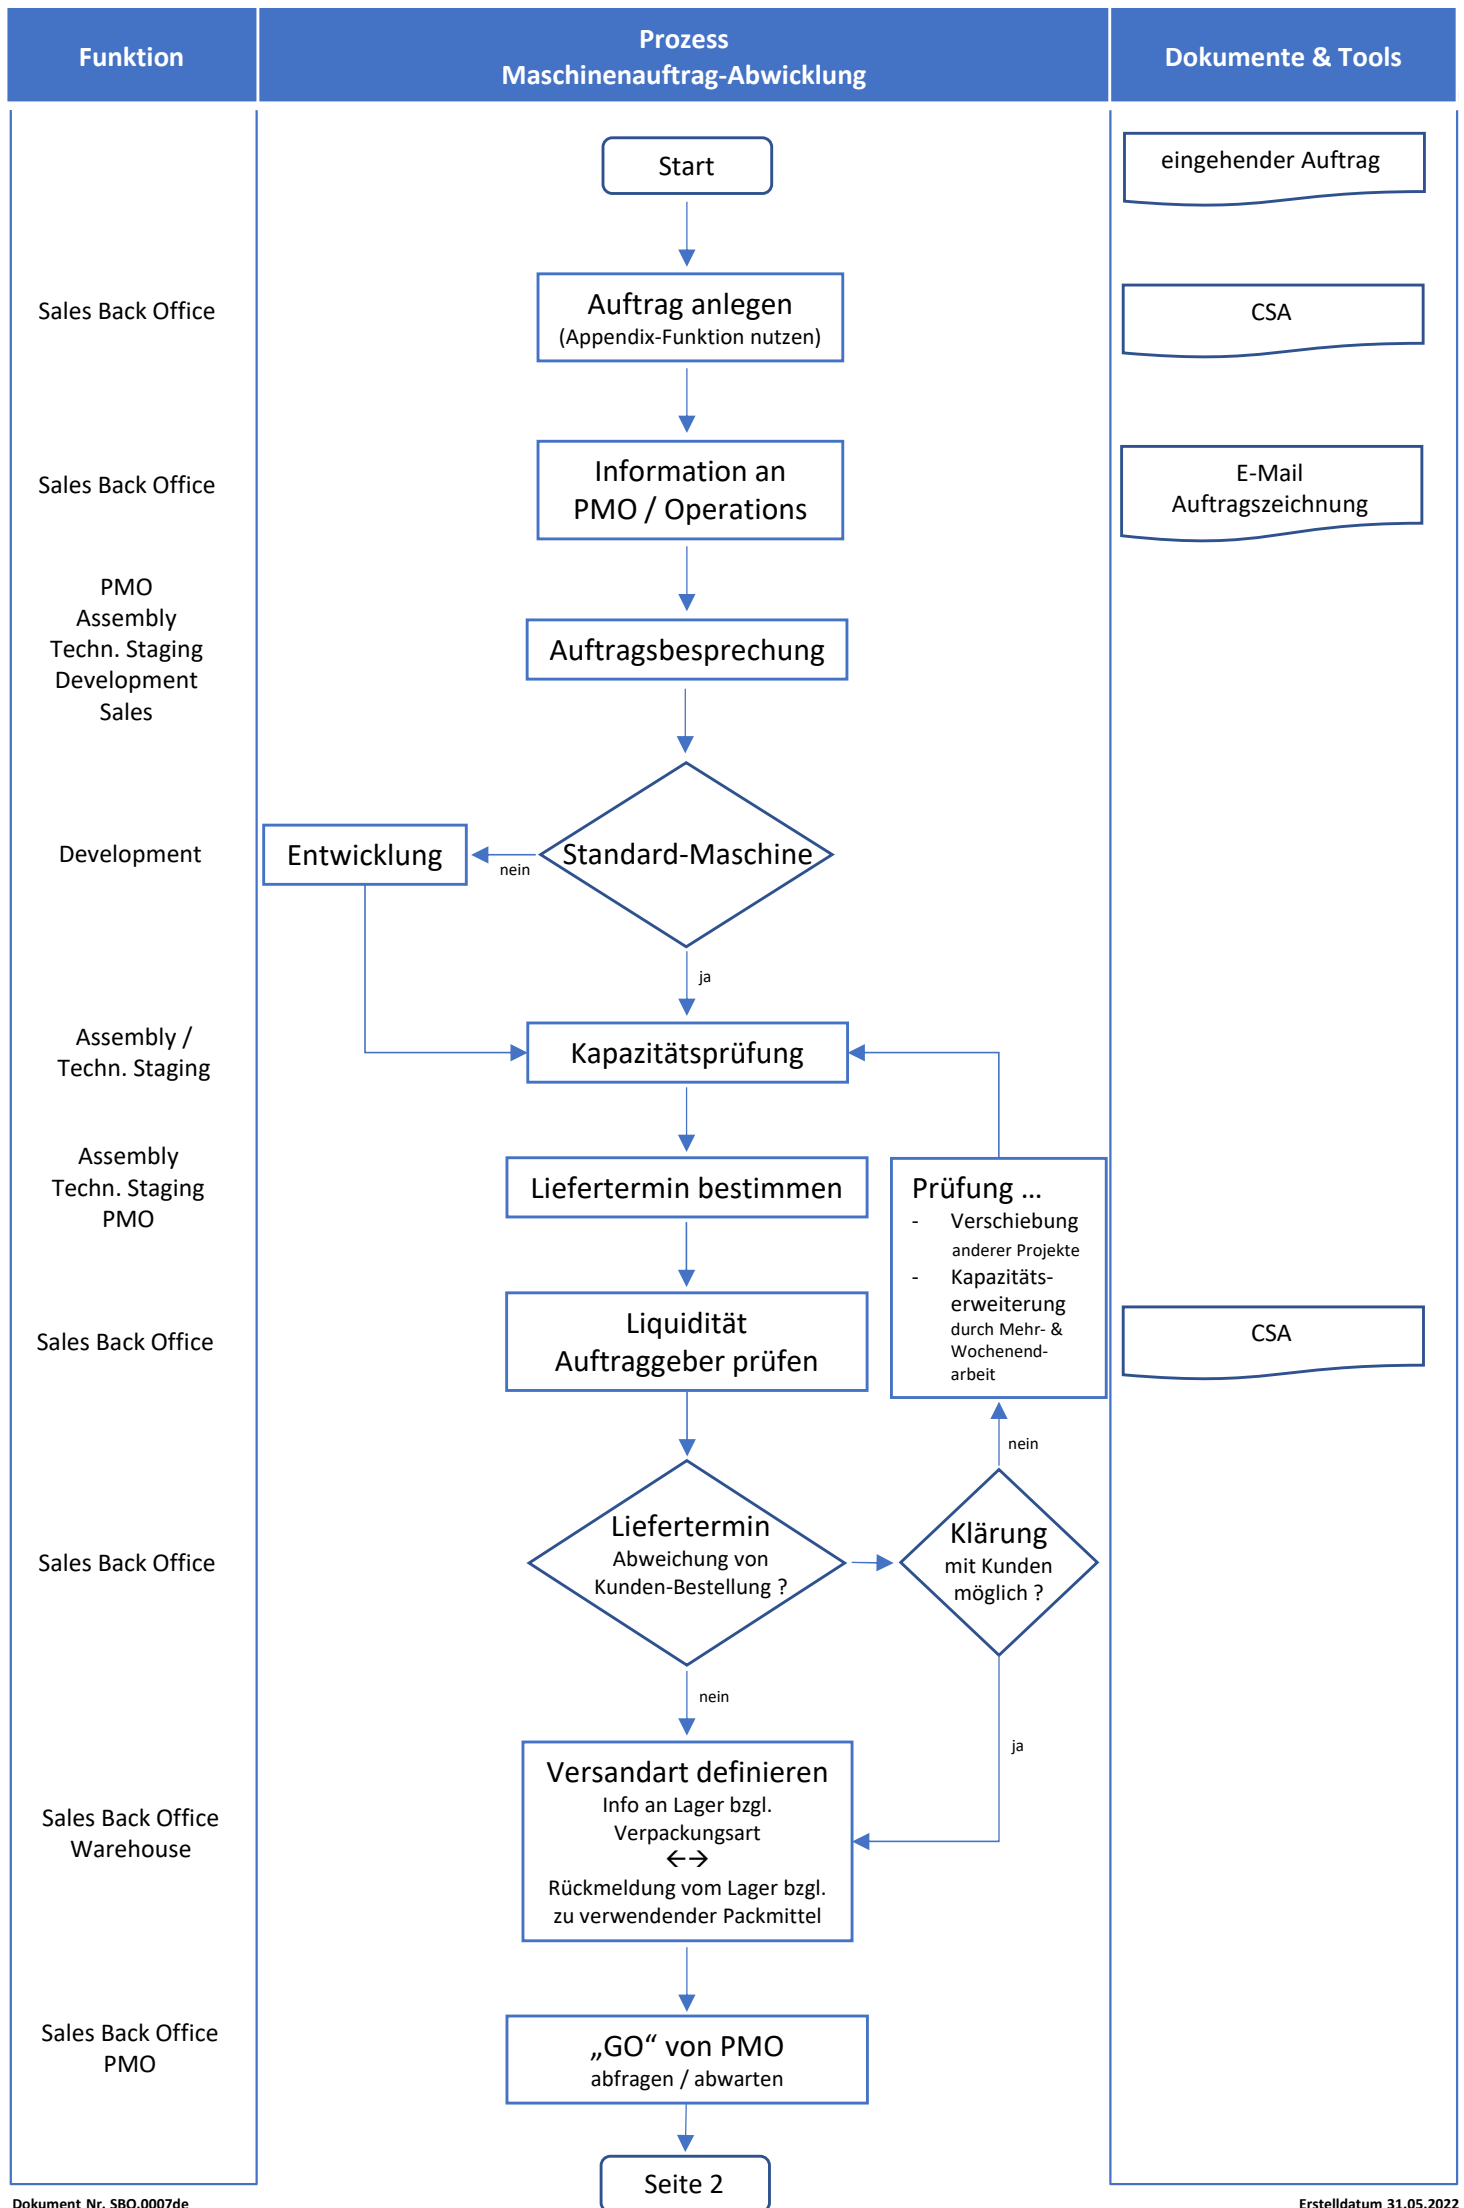 Funktion
Prozess
Maschinenauftrag-Abwicklung
Dokumente & Tools
Start
eingehender Auftrag
Sales Back Office
Auftrag anlegen
(Appendix-Funktion nutzen)
CSA
Sales Back Office
Information an
PMO / Operations
E-Mail
Auftragszeichnung
PMO
Assembly
Techn. Staging
Development
Sales
Auftragsbesprechung
Development
Entwicklung
nein
Standard-Maschine
ja
Assembly /
Techn. Staging
Kapazitätsprüfung
Assembly
Techn. Staging
PMO
Liefertermin bestimmen
Prüfung ...
- Verschiebung
anderer Projekte
- Kapazitäts-
erweiterung
durch Mehr- &
Wochenend-
arbeit
Sales Back Office
Liquidität
Auftraggeber prüfen
CSA
nein
Sales Back Office
Liefertermin
Abweichung von
Kunden-Bestellung ?
Klärung
mit Kunden
möglich ?
nein
ja
Sales Back Office
Warehouse
Versandart definieren
Info an Lager bzgl.
Verpackungsart
←→
Rückmeldung vom Lager bzgl.
zu verwendender Packmittel
Sales Back Office
PMO
„GO“ von PMO
abfragen / abwarten
Seite 2
Dokument Nr. SBO.0007de
Erstelldatum 31.05.2022